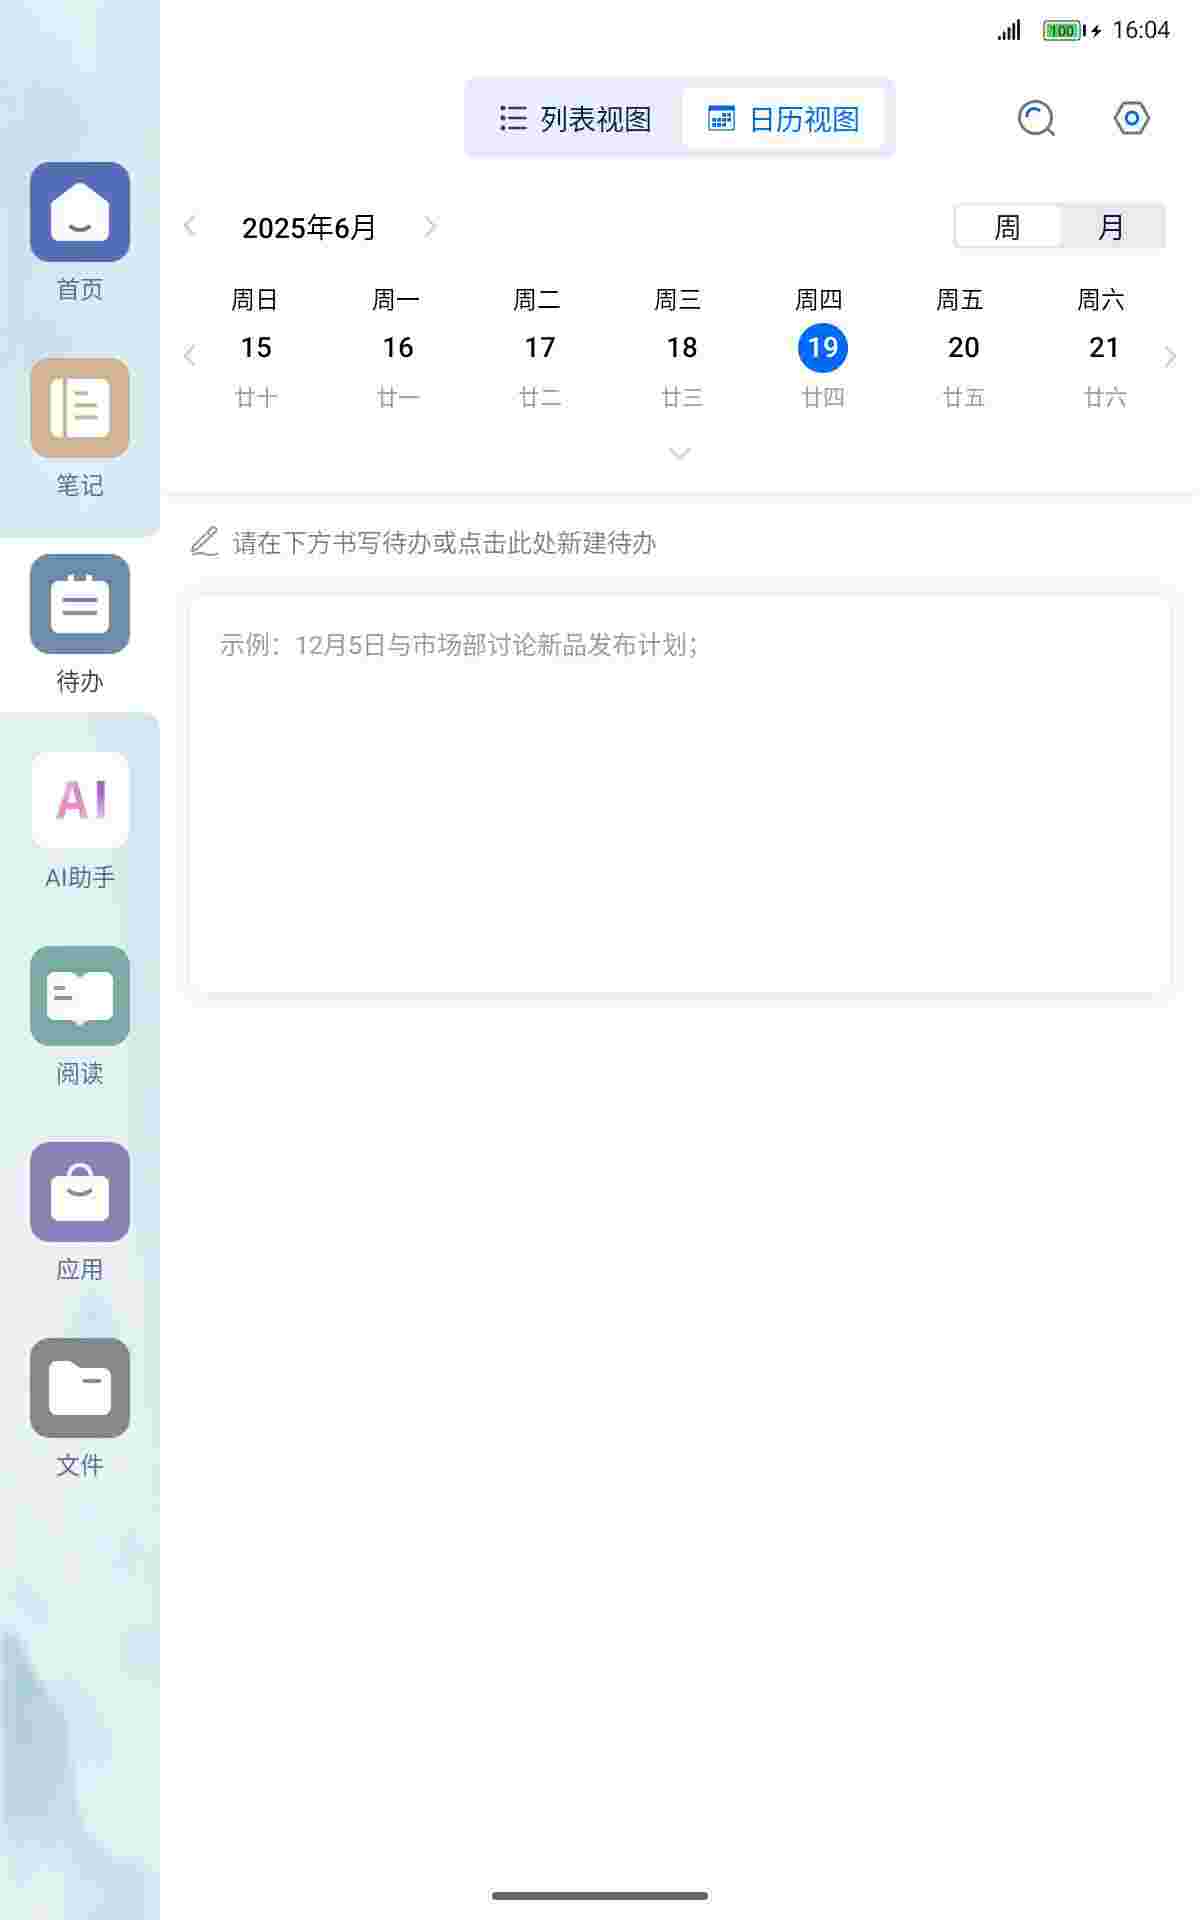 100 16:04
列表视图 日历视图
2025年6月 周 月
周日 周一 周二 周三 周四 周五 周六
15 16 17 18 19 20 21
廿十 廿一 廿二 廿三 廿四 廿五 廿六
请在下方书写待办或点击此处新建待办
示例：12月5日与市场部讨论新品发布计划；
首页
笔记
待办
AI
AI助手
阅读
应用
文件